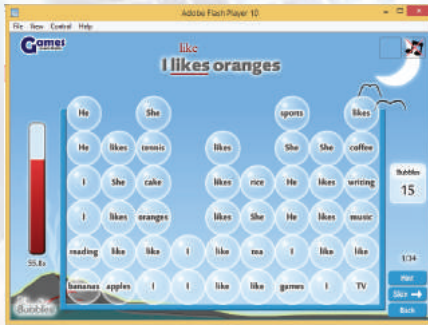 Adobe Flash Player 10
File View Control Help
Games
like
I likes oranges
He She sports likes
He likes tennis likes She She coffee
I She cake likes rice He likes writing
I likes oranges likes She He likes music
reading like like I like tea I like like
bananas apples I I like like games I TV
Bubbles
15
55.8s
1/34
Hint
Skip
Back
Bubbles